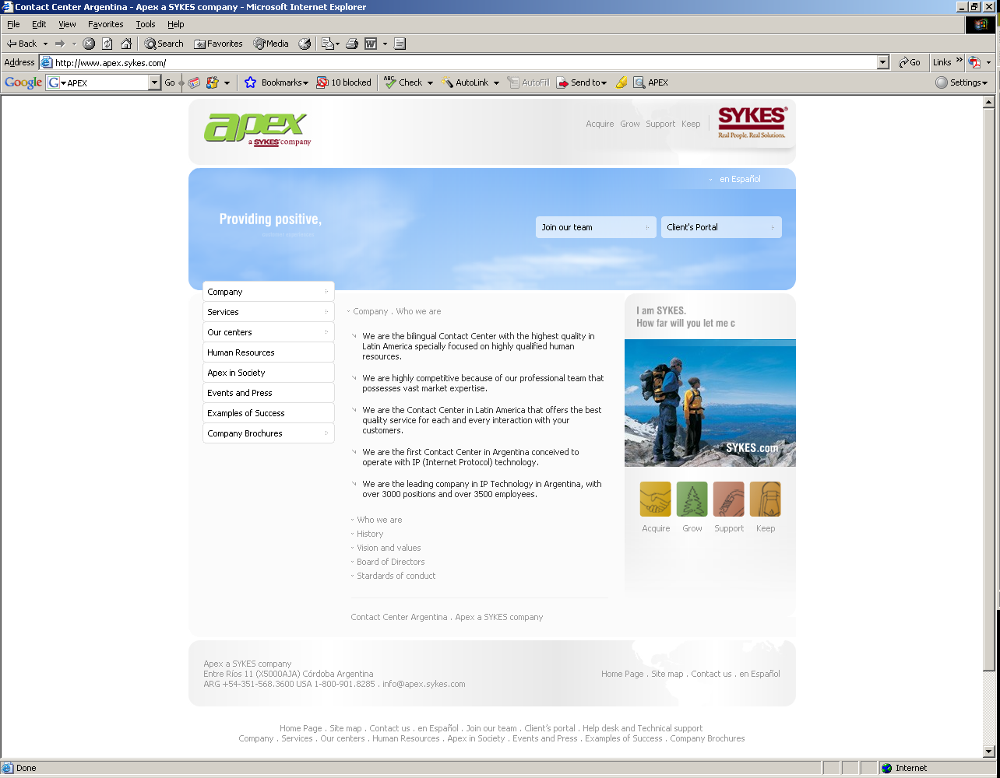 Contact Center Argentina - Apex a SYKES company - Microsoft Internet Explorer
File Edit View Favorites Tools Help
Back Search Favorites Media
Address http://www.apex.sykes.com/ Go Links »
Google G APEX Go Bookmarks 10 blocked ABC Check AutoLink AutoFill Send to APEX Settings
apex
a SYKES company
Acquire Grow Support Keep
SYKES®
Real People. Real Solutions.
en Español
Providing positive,
Join our team
Client's Portal
Company
Services
Our centers
Human Resources
Apex in Society
Events and Press
Examples of Success
Company Brochures
Company . Who we are
We are the bilingual Contact Center with the highest quality in
Latin America specially focused on highly qualified human
resources.
We are highly competitive because of our professional team that
possesses vast market expertise.
We are the Contact Center in Latin America that offers the best
quality service for each and every interaction with your
customers.
We are the first Contact Center in Argentina conceived to
operate with IP (Internet Protocol) technology.
We are the leading company in IP Technology in Argentina, with
over 3000 positions and over 3500 employees.
Who we are
History
Vision and values
Board of Directors
Stardards of conduct
Contact Center Argentina . Apex a SYKES company
I am SYKES.
How far will you let me c
SYKES.com
Acquire Grow Support Keep
Apex a SYKES company
Entre Ríos 11 (X5000AJA) Córdoba Argentina
ARG +54-351-568.3600 USA 1-800-901.8285 . info@apex.sykes.com
Home Page . Site map . Contact us . en Español
Home Page . Site map . Contact us . en Español . Join our team . Client's portal . Help desk and Technical support
Company . Services . Our centers . Human Resources . Apex in Society . Events and Press . Examples of Success . Company Brochures
Done
Internet